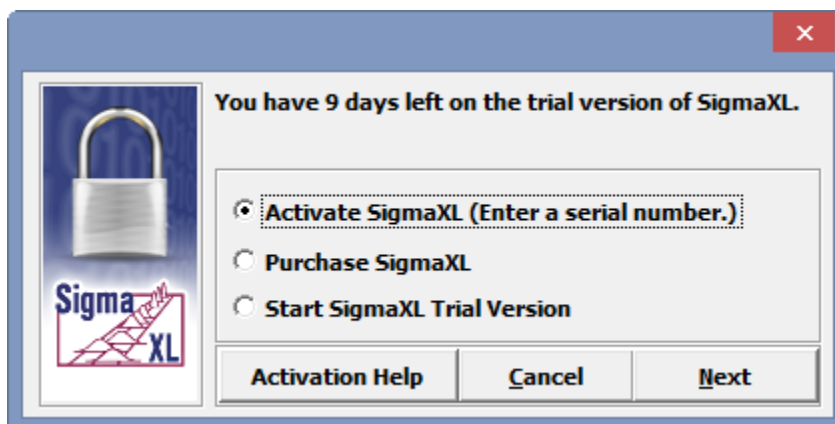 You have 9 days left on the trial version of SigmaXL.
Activate SigmaXL (Enter a serial number.)
Purchase SigmaXL
Start SigmaXL Trial Version
Sigma
XL
Activation Help
Cancel
Next